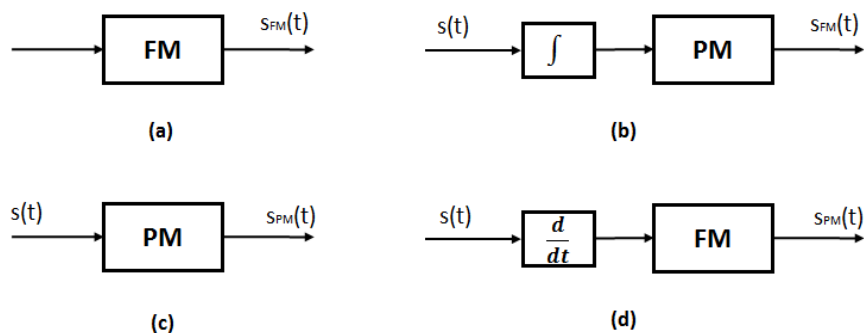 FM
SFM(t)
(a)
s(t)
∫
PM
SFM(t)
(b)
s(t)
PM
SPM(t)
(c)
s(t)
d
dt
FM
SPM(t)
(d)